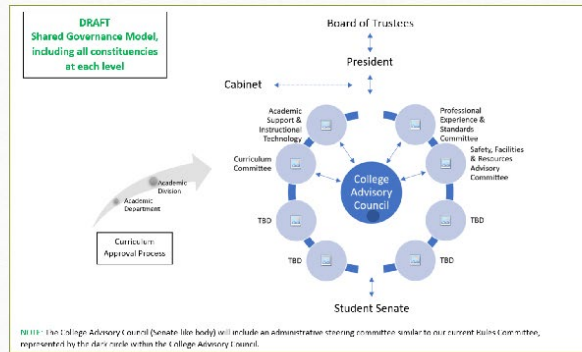 DRAFT
Shared Governance Model,
including all constituencies
at each level
Board of Trustees
President
Cabinet
Academic
Support &
Instructional
Technology
Professional
Experience &
Standards
Committee
Curriculum
Committee
Safety, Facilities
& Resources
Advisory
Committee
College
Advisory
Council
Academic
Division
Academic
Department
TBD
TBD
TBD
TBD
Curriculum
Approval Process
Student Senate
NOTE: The College Advisory Council (Senate like body) will include an administrative steering committee similar to our current Rules Committee,
represented by the dark circle within the College Advisory Council.